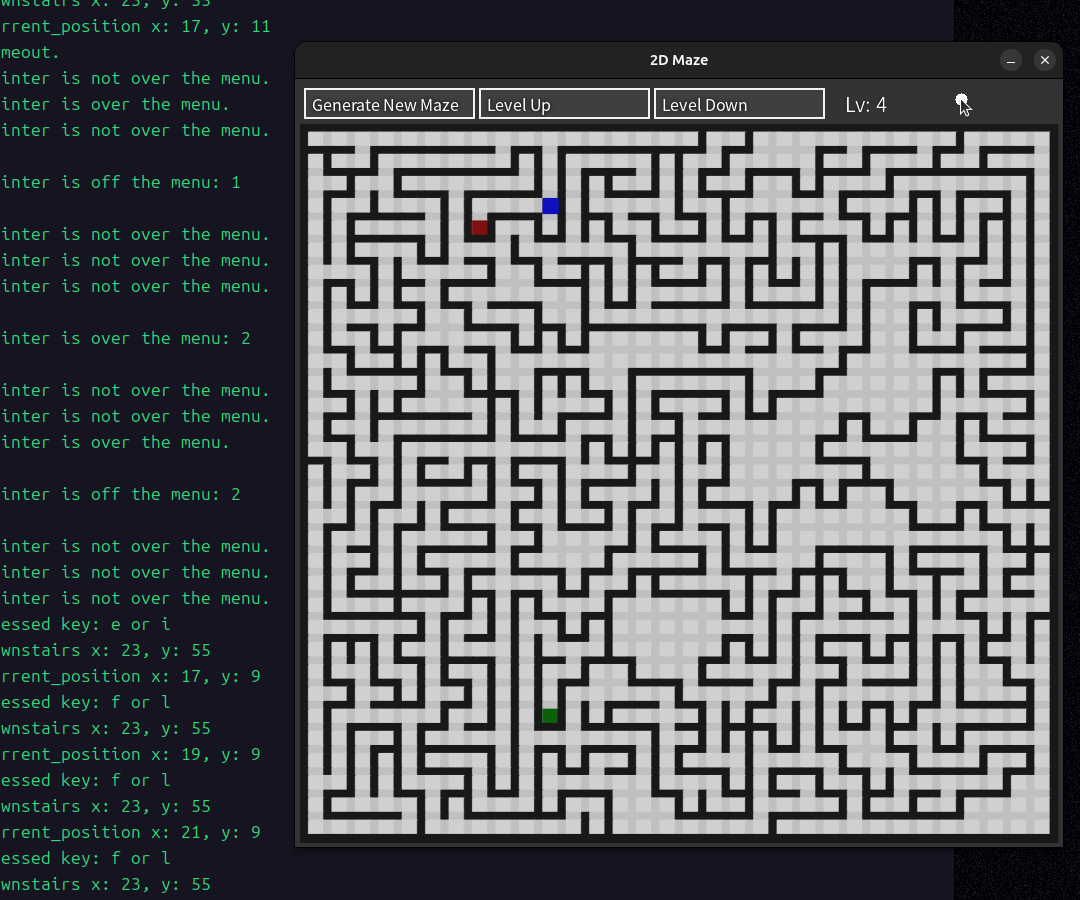 wnstairs x: 23, y: 55
rrent_position x: 17, y: 11
meout.
inter is not over the menu.
inter is over the menu.
inter is not over the menu.
inter is off the menu: 1
inter is not over the menu.
inter is not over the menu.
inter is not over the menu.
inter is over the menu: 2
inter is not over the menu.
inter is not over the menu.
inter is over the menu.
inter is off the menu: 2
inter is not over the menu.
inter is not over the menu.
inter is not over the menu.
essed key: e or i
wnstairs x: 23, y: 55
rrent_position x: 17, y: 9
essed key: f or l
wnstairs x: 23, y: 55
rrent_position x: 19, y: 9
essed key: f or l
wnstairs x: 23, y: 55
rrent_position x: 21, y: 9
essed key: f or l
wnstairs x: 23, y: 55
2D Maze
Generate New Maze
Level Up
Level Down
Lv: 4